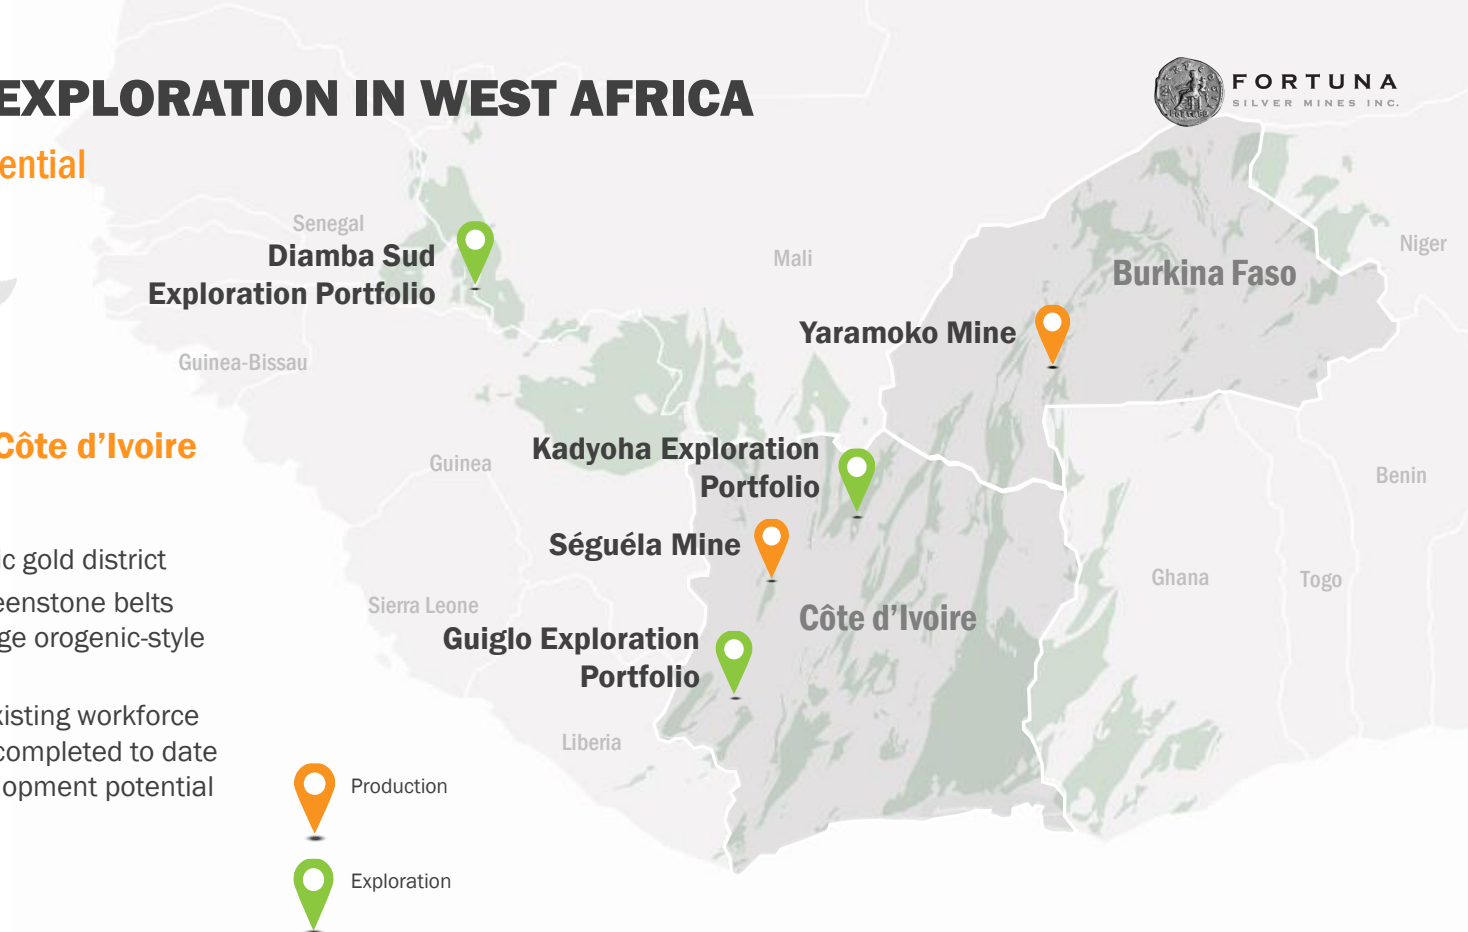 EXPLORATION IN WEST AFRICA
FORTUNA
SILVER MINES INC.
ential
Senegal
Diamba Sud
Exploration Portfolio
Mali
Niger
Burkina Faso
Yaramoko Mine
Guinea-Bissau
Côte d’Ivoire
Guinea
Kadyoha Exploration
Portfolio
Benin
Séguéla Mine
ic gold district
Ghana
Togo
eenstone belts
Sierra Leone
Côte d’Ivoire
ge orogenic-style
Guiglo Exploration
Portfolio
xisting workforce
completed to date
opment potential
Liberia
Production
Exploration